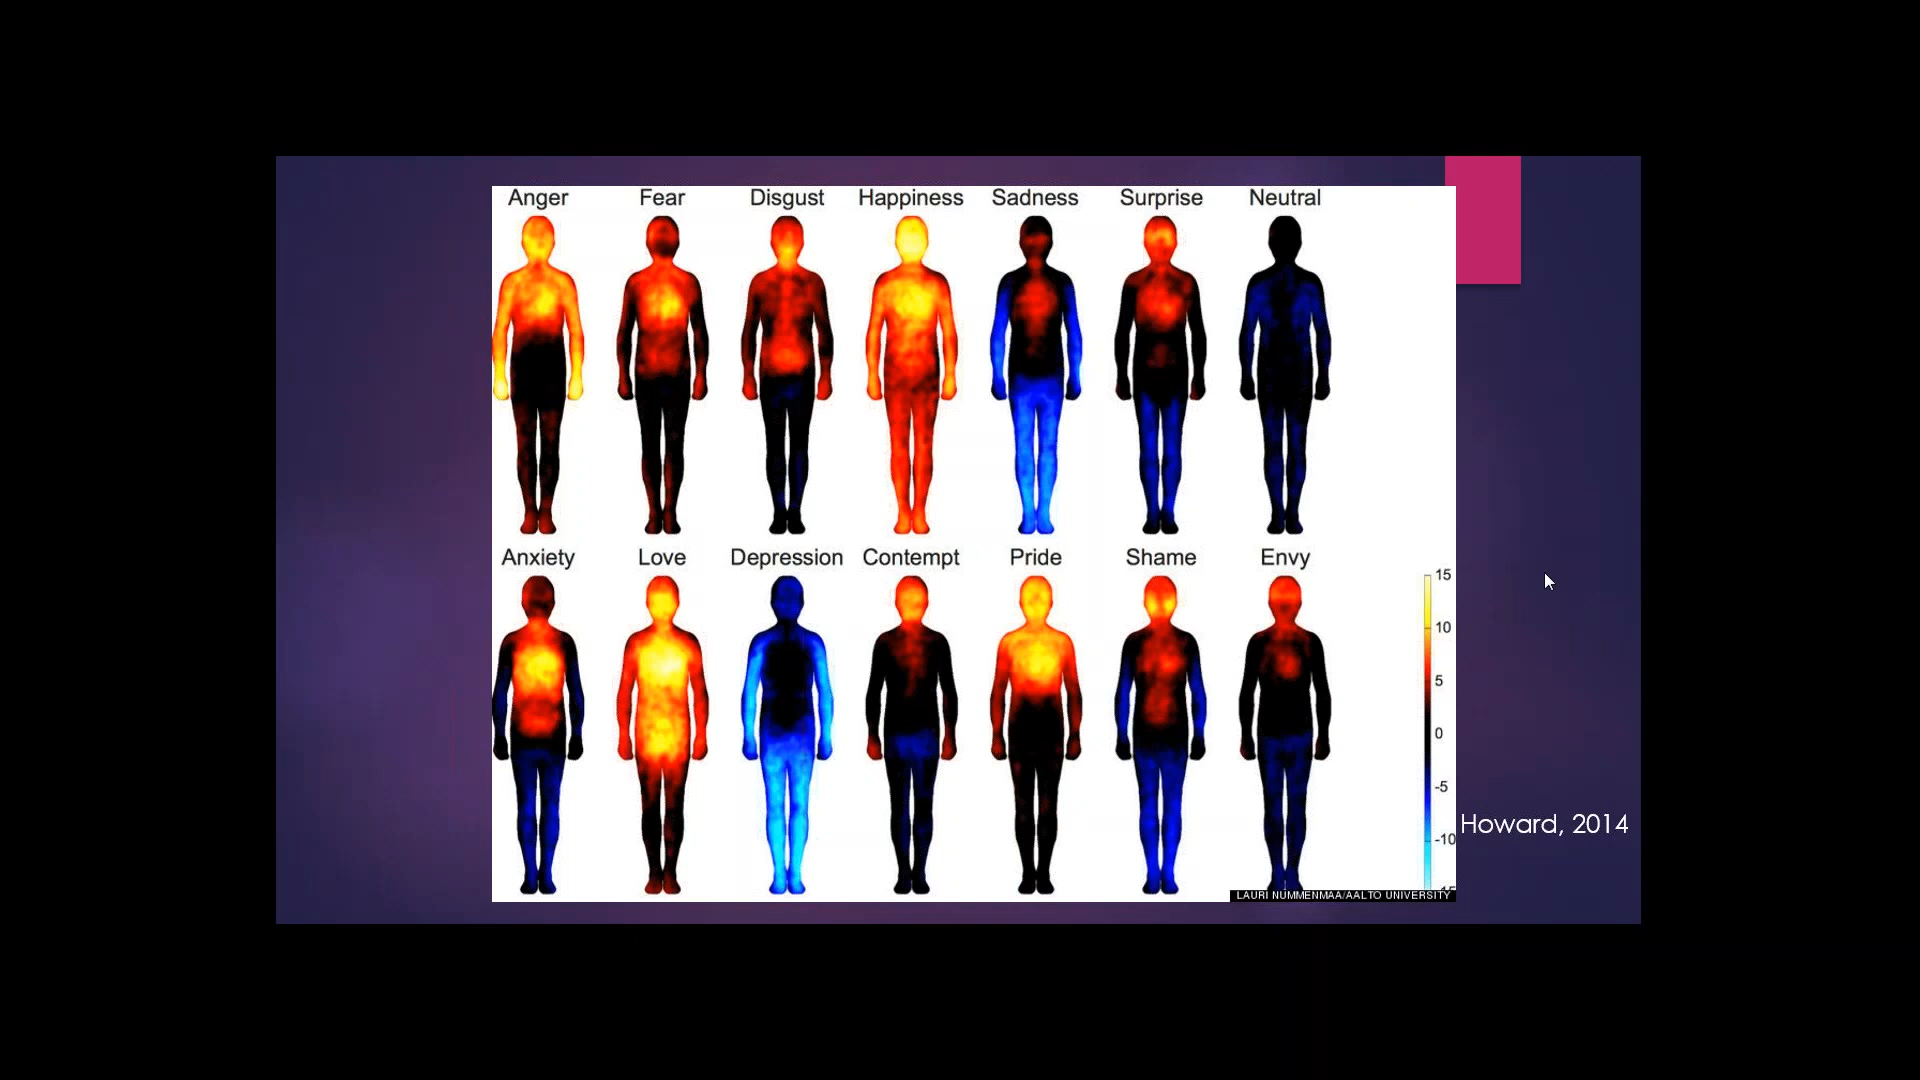 Anger Fear Disgust Happiness Sadness Surprise Neutral
Anxiety Love Depression Contempt Pride Shame Envy
15
10
5
0
-5
-10
Howard, 2014
LAURI NUMMENMAA/AALTO UNIVERSITY